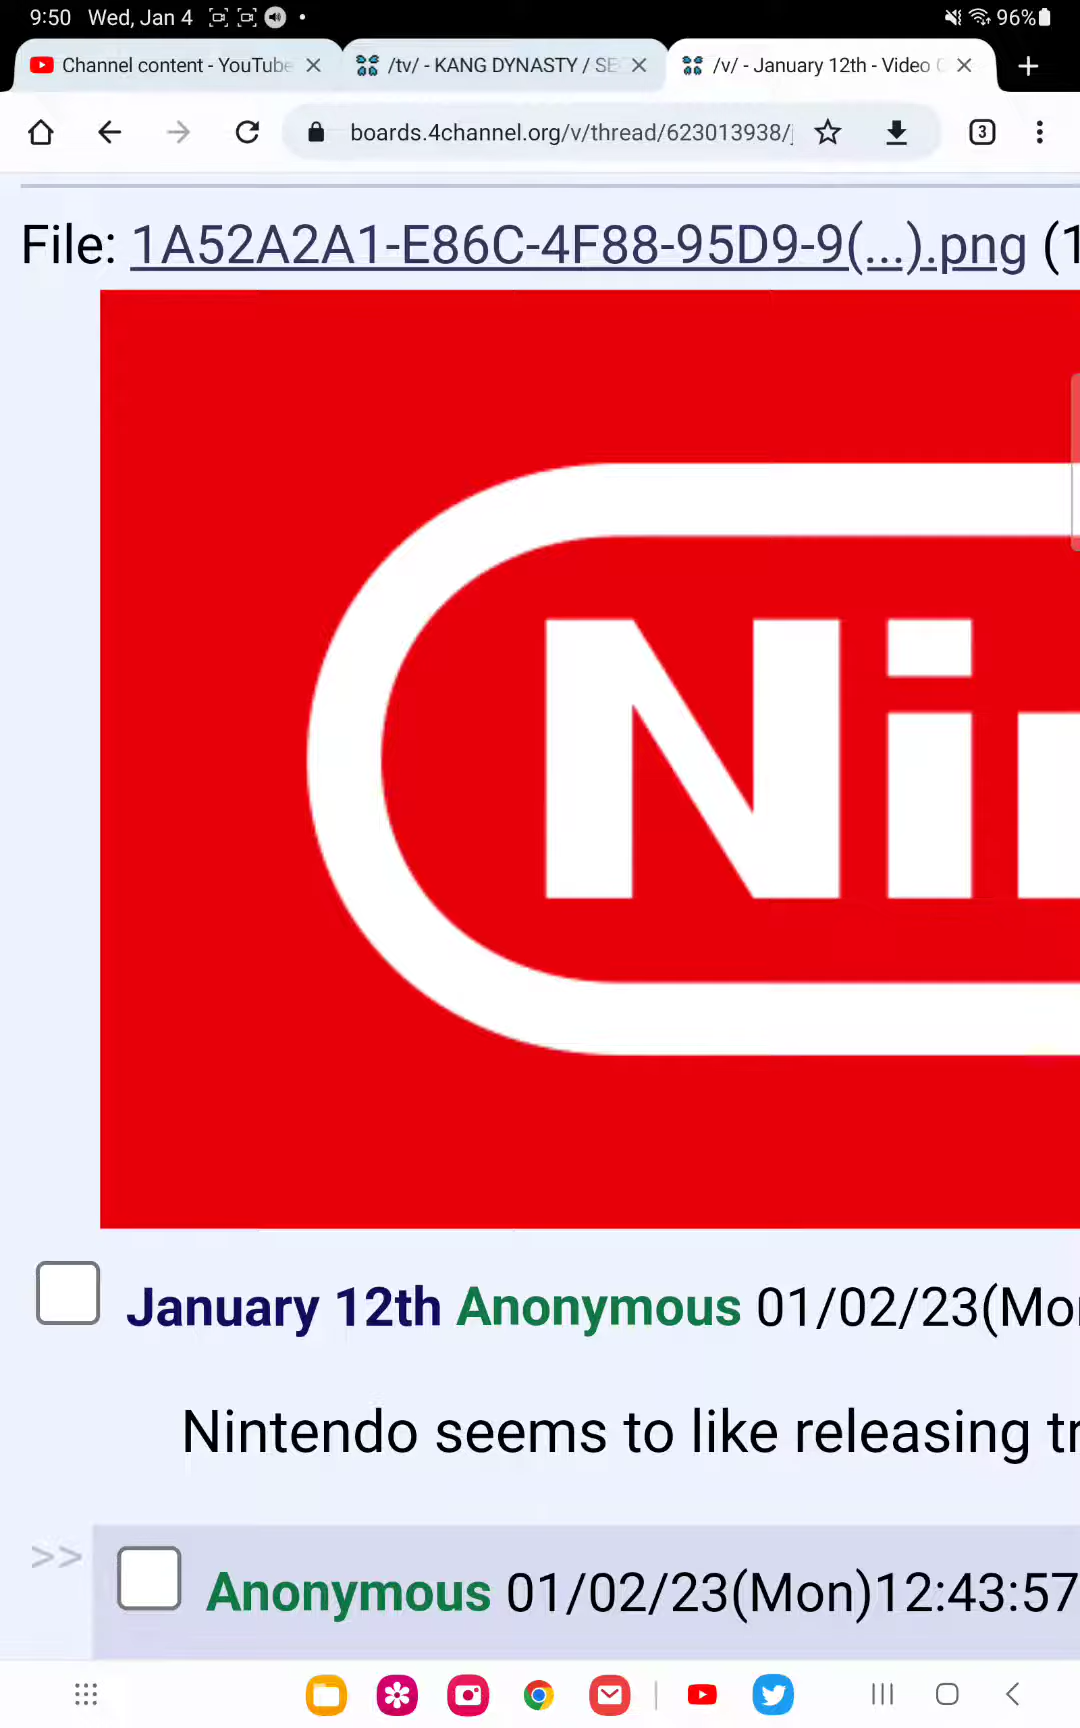 9:50 Wed, Jan 4 96%
Channel content - YouTube /tv/ - KANG DYNASTY / SE /v/ - January 12th - Video
boards.4channel.org/v/thread/623013938/ 3
File: 1A52A2A1-E86C-4F88-95D9-9(...).png (1
Nin
January 12th Anonymous 01/02/23(Mo
Nintendo seems to like releasing tr
>> Anonymous 01/02/23(Mon)12:43:57